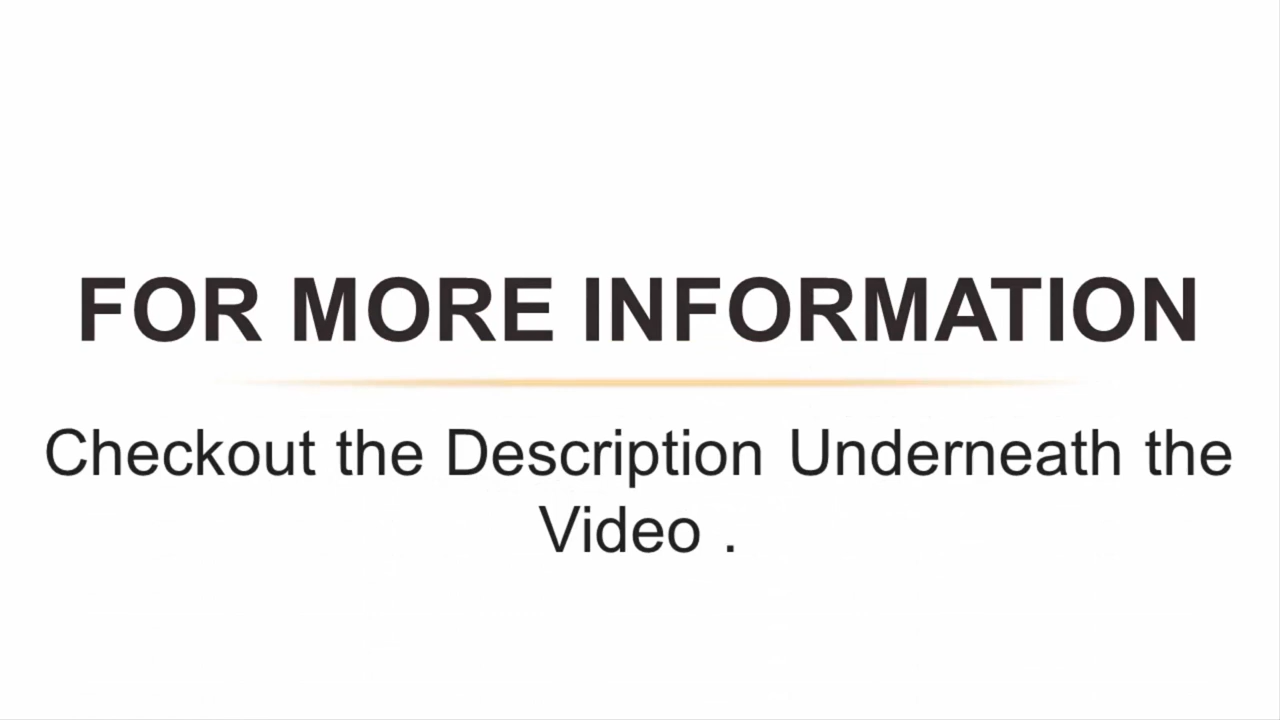 FOR MORE INFORMATION
Checkout the Description Underneath the
Video .